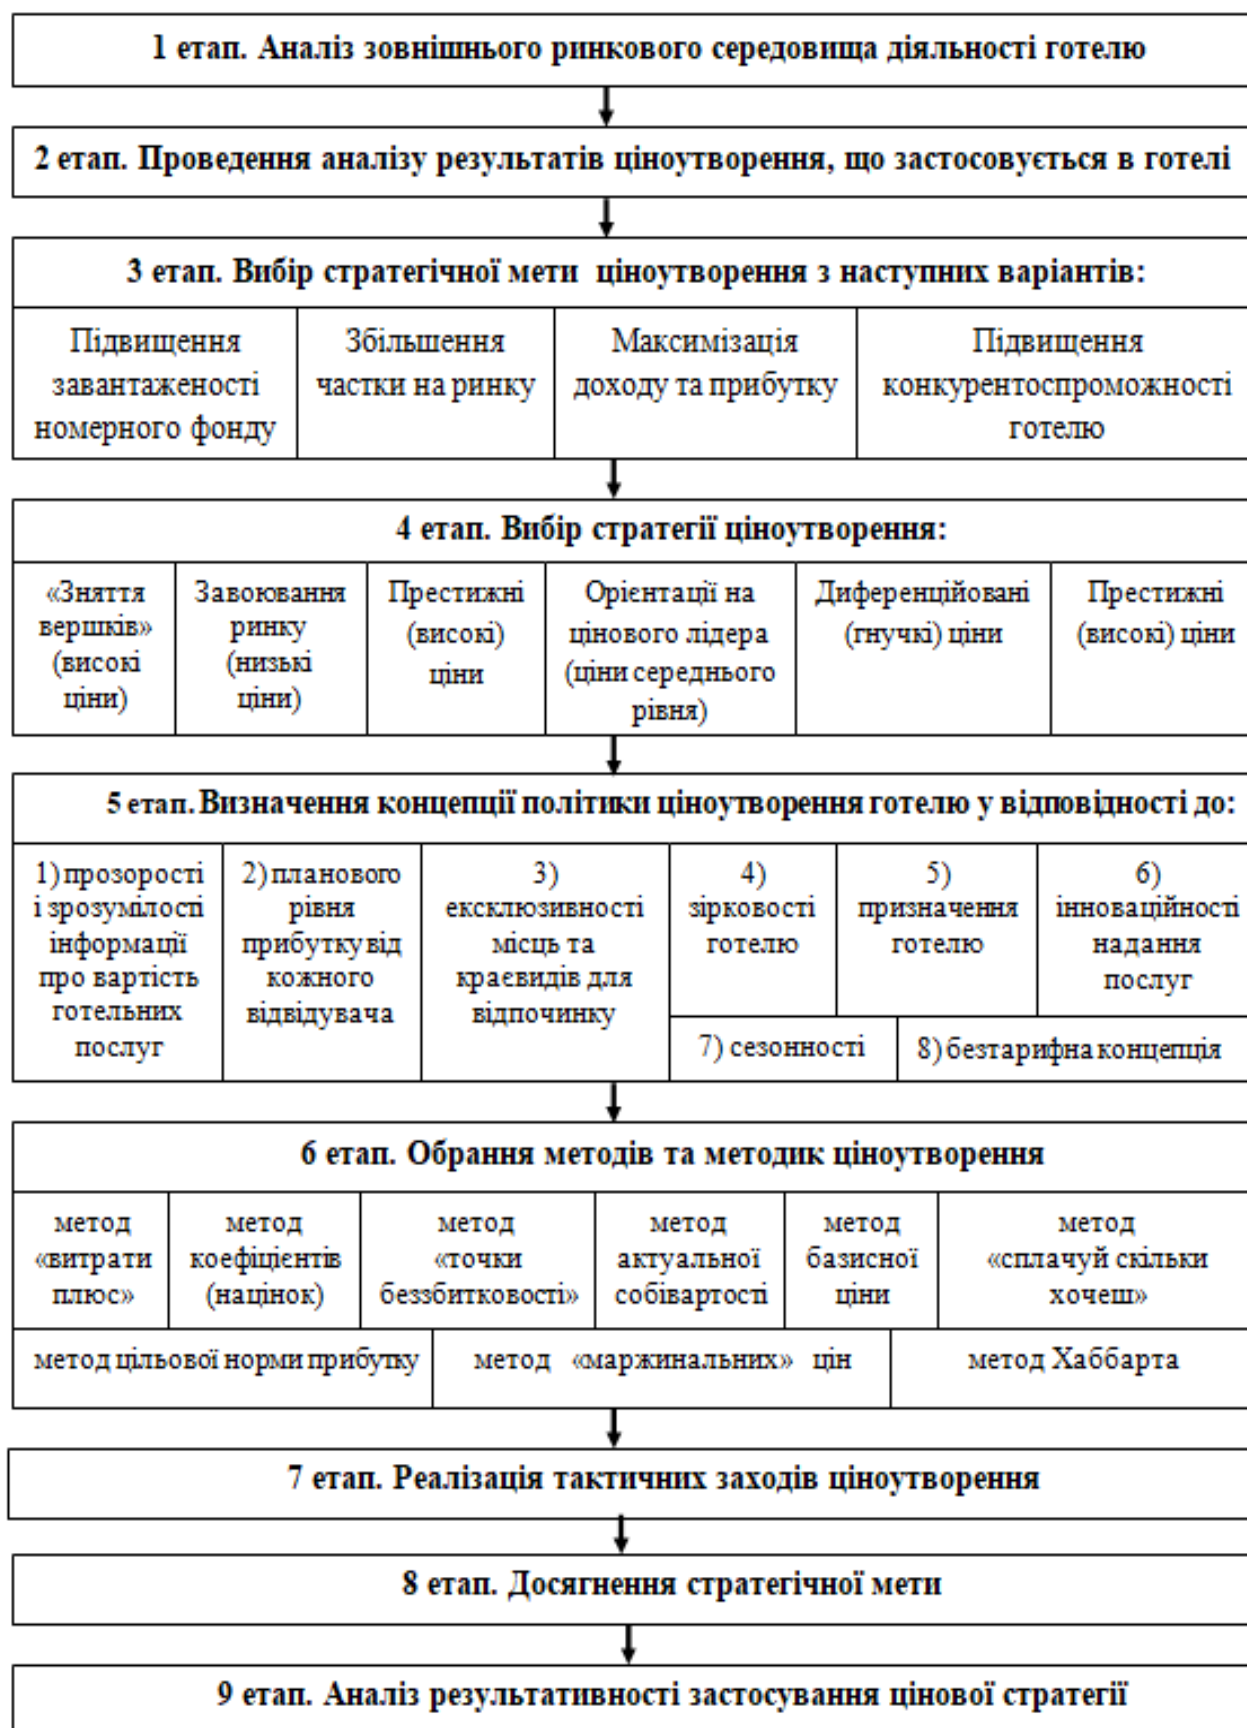 1 етап. Аналіз зовнішнього ринкового середовища діяльності готелю
2 етап. Проведення аналізу результатів ціноутворення, що застосовується в готелі
3 етап. Вибір стратегічної мети ціноутворення з наступних варіантів:
Підвищення
завантаженості
номерного фонду
Збільшення
частки на ринку
Максимізація
доходу та прибутку
Підвищення
конкурентоспроможності
готелю
4 етап. Вибір стратегії ціноутворення:
«Зняття
вершків»
(високі
ціни)
Завоювання
ринку
(низькі
ціни)
Престижні
(високі)
ціни
Орієнтації на
цінового лідера
(ціни середнього
рівня)
Диференційовані
(гнучкі) ціни
Престижні
(високі) ціни
5 етап. Визначення концепції політики ціноутворення готелю у відповідності до:
1) прозорості
і зрозумілості
інформації
про вартість
готельних
послуг
2) планового
рівня
прибутку від
кожного
відвідувача
3)
ексклюзивності
місць та
краєвидів для
відпочинку
4)
зірковості
готелю
5)
призначення
готелю
6)
інноваційності
надання
послуг
7) сезонності
8) безтарифна концепція
6 етап. Обрання методів та методик ціноутворення
метод
«витрати
плюс»
метод
коефіцієнтів
(націнок)
метод
«точки
беззбитковості»
метод
актуальної
собівартості
метод
базисної
ціни
метод
«сплачуй скільки
хочеш»
метод цільової норми прибутку
метод «маржинальних» цін
метод Хаббарта
7 етап. Реалізація тактичних заходів ціноутворення
8 етап. Досягнення стратегічної мети
9 етап. Аналіз результативності застосування цінової стратегії